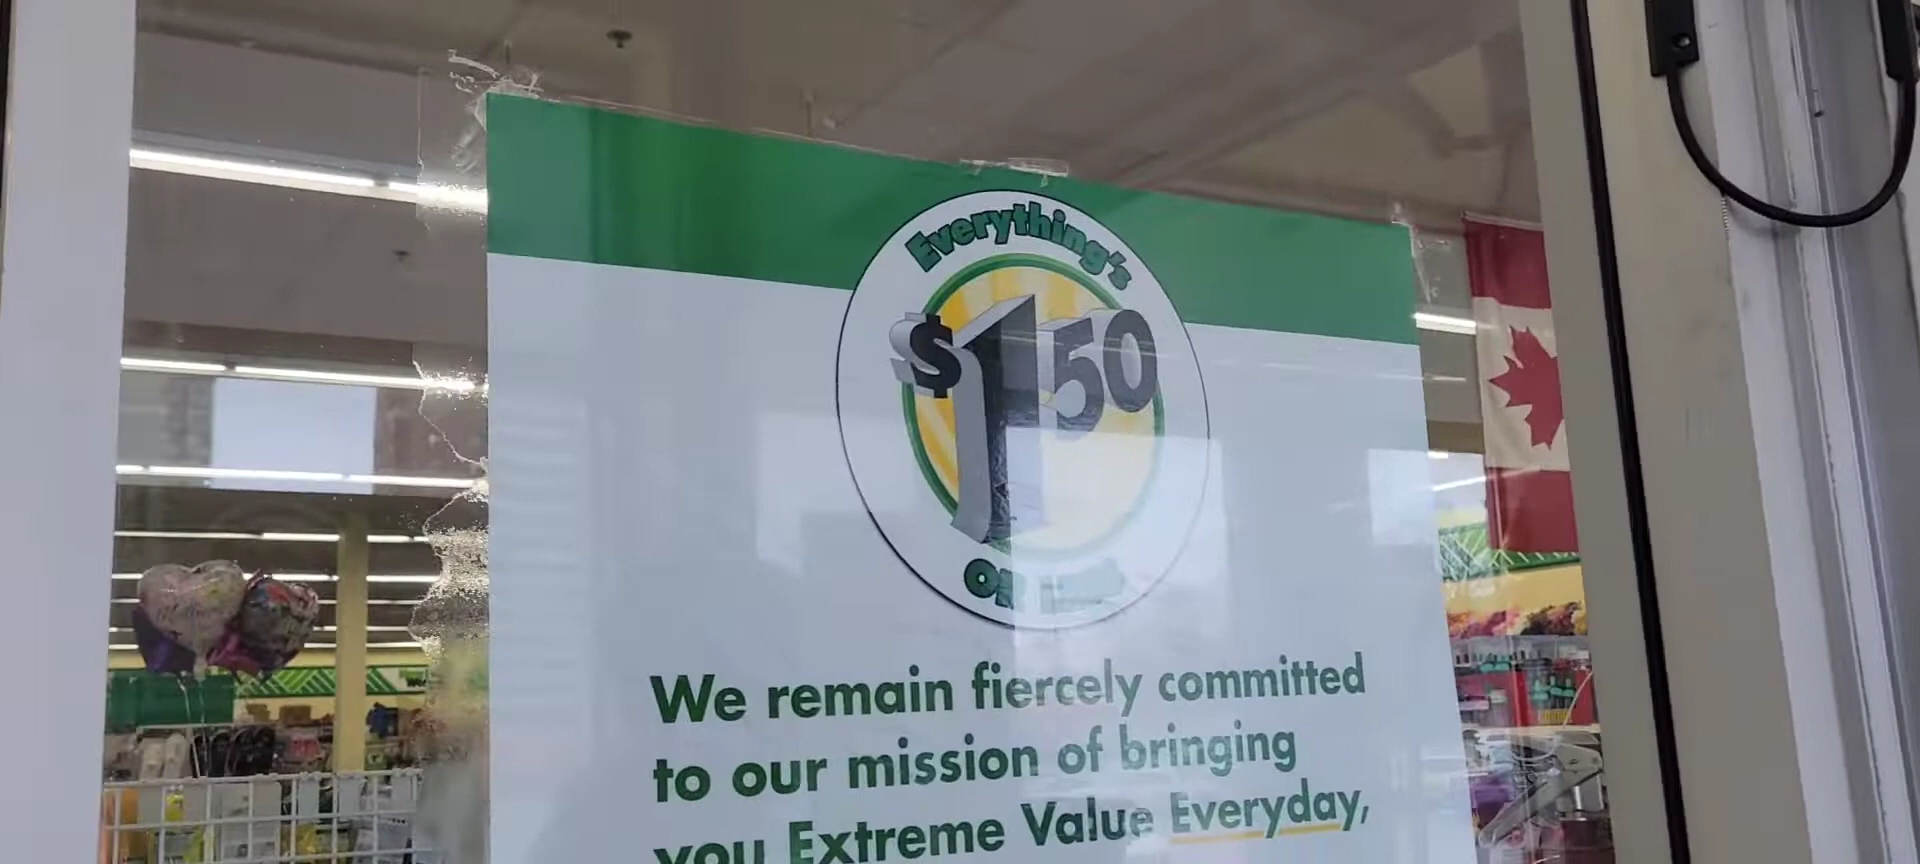 Everything's
$1.50
We remain fiercely committed
to our mission of bringing
you Extreme Value Everyday,